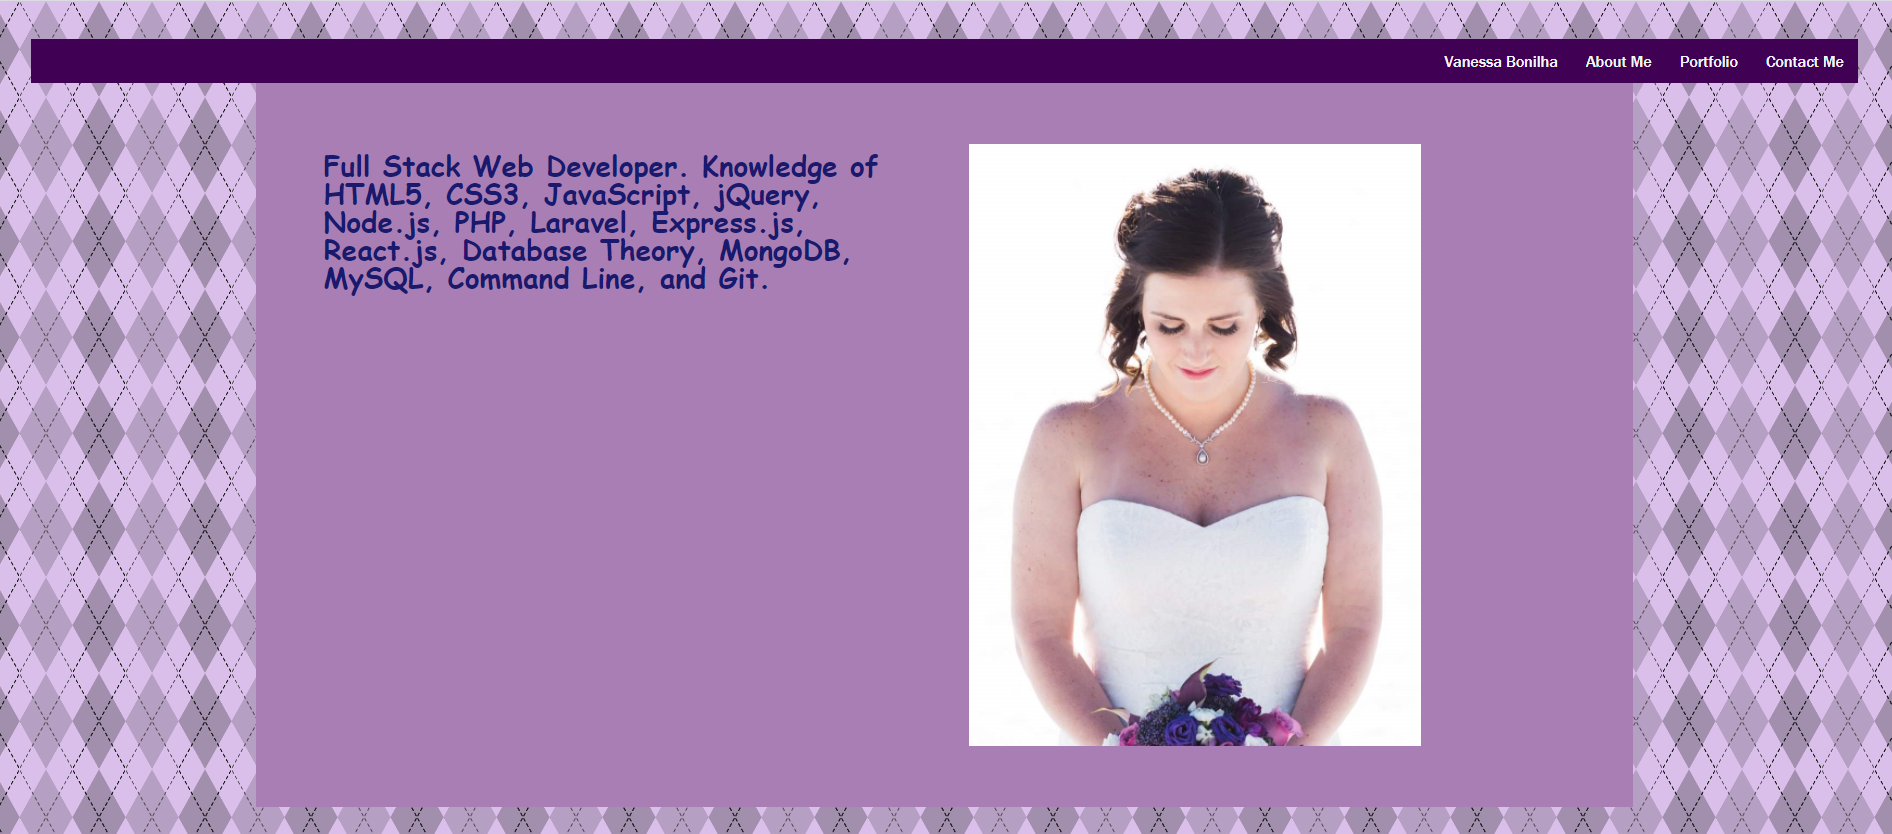 Vanessa Bonilha About Me Portfolio Contact Me
Full Stack Web Developer. Knowledge of
HTML5, CSS3, JavaScript, jQuery,
Node.js, PHP, Laravel, Express.js,
React.js, Database Theory, MongoDB,
MySQL, Command Line, and Git.